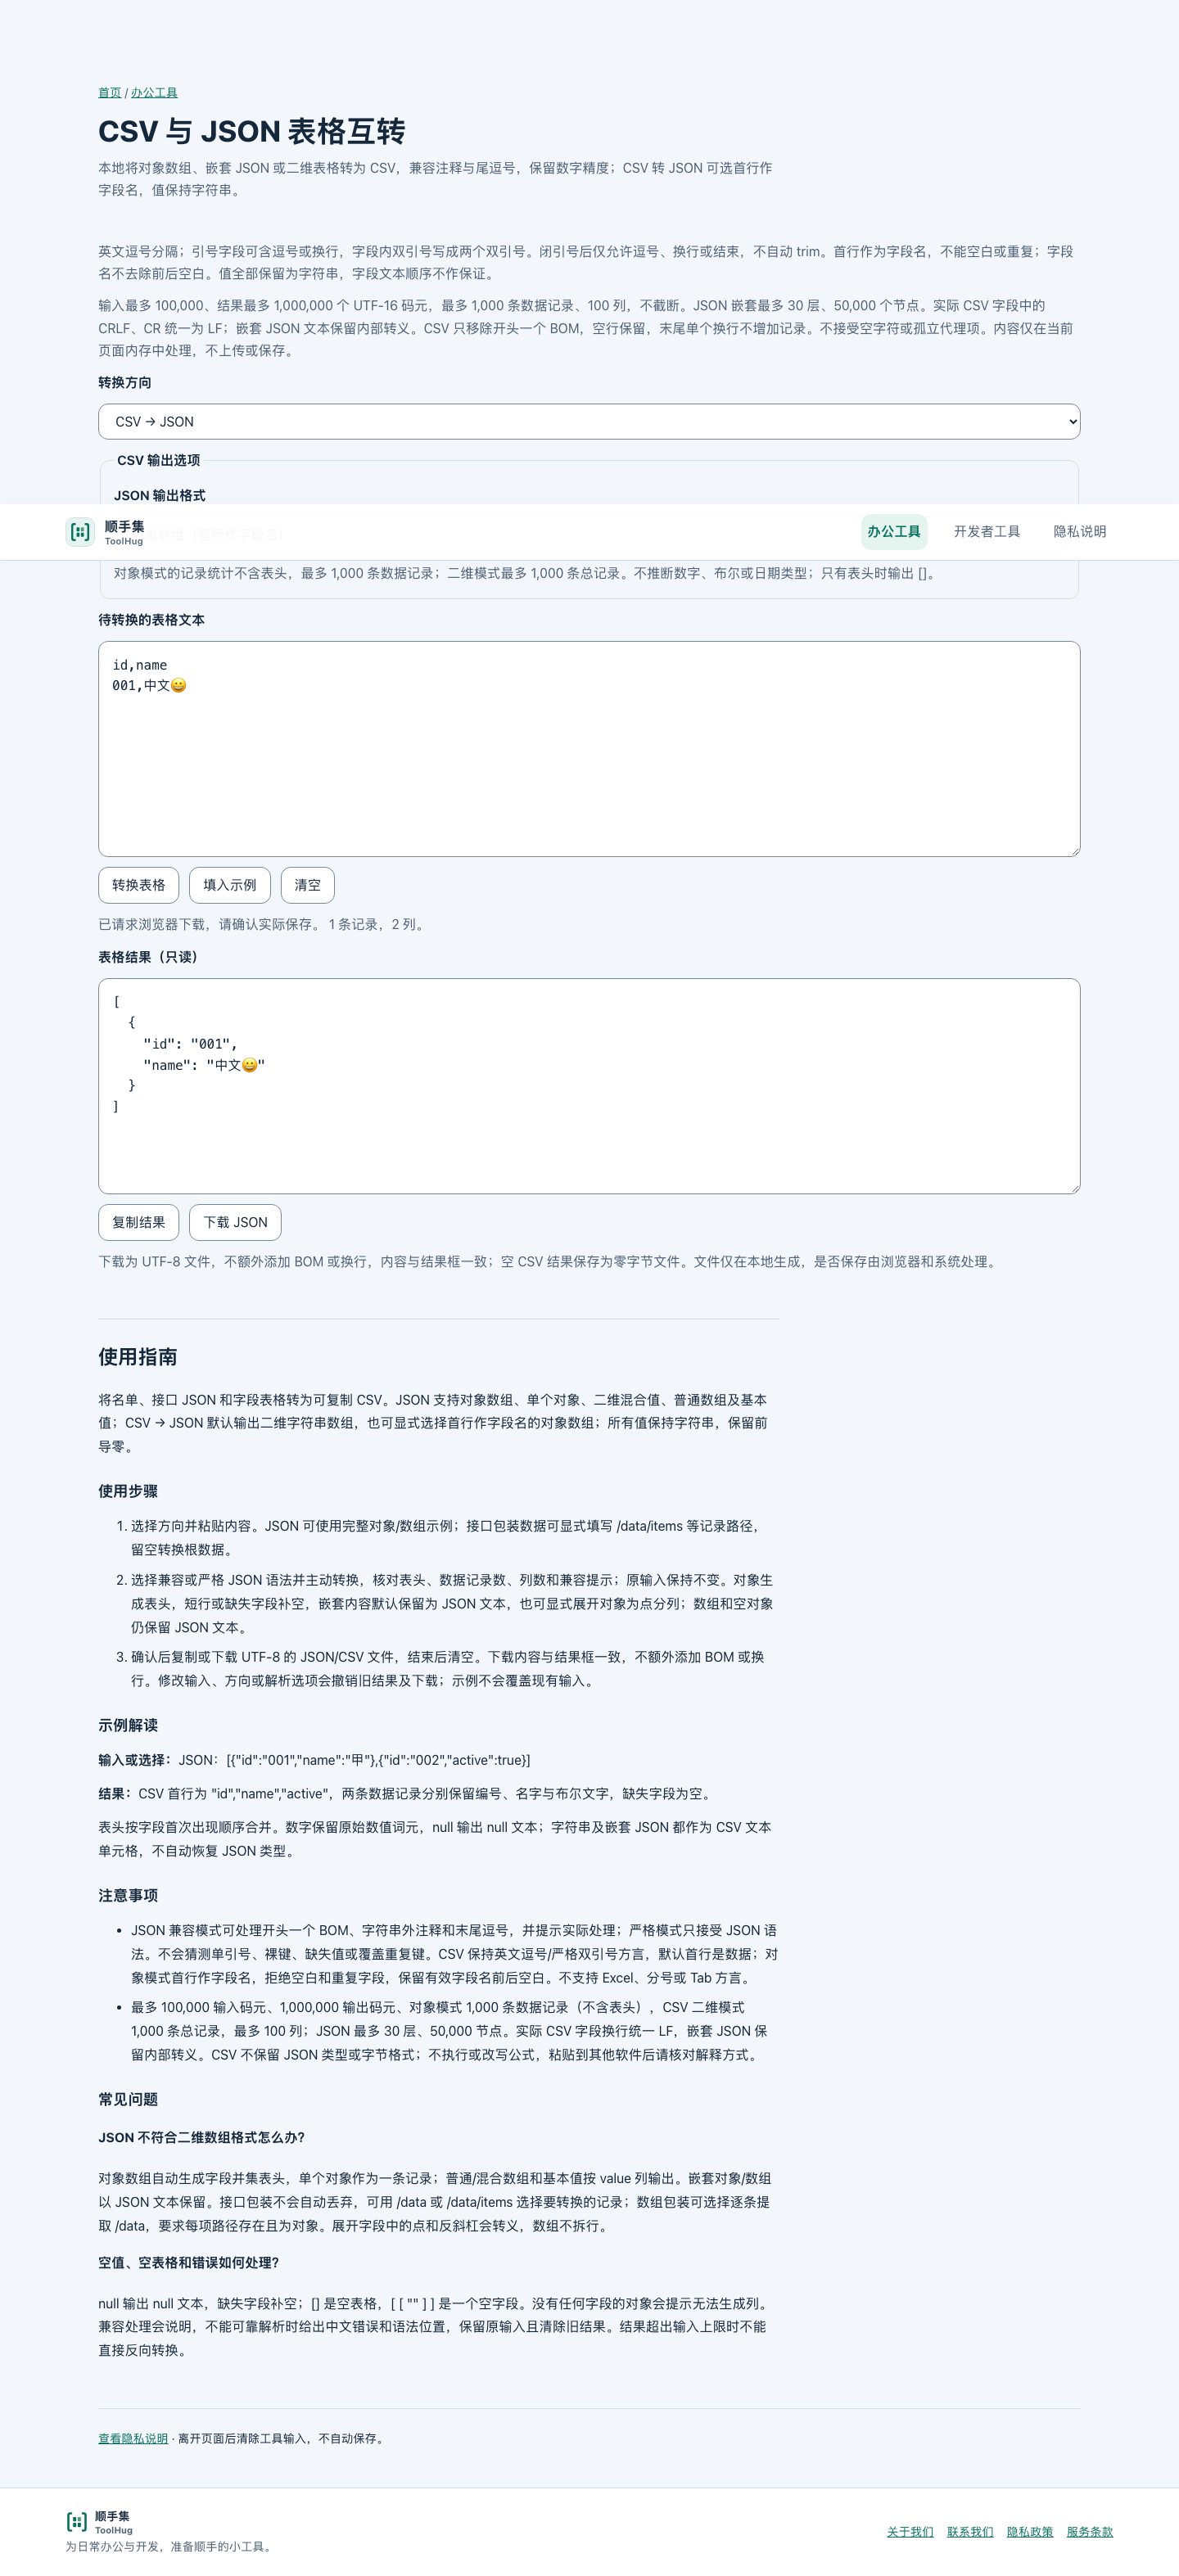 首页 / 办公工具
CSV 与 JSON 表格互转
本地将对象数组、嵌套 JSON 或二维表格转为 CSV，兼容注释与尾逗号，保留数字精度；CSV 转 JSON 可选首行作
字段名，值保持字符串。
英文逗号分隔；引号字段可含逗号或换行，字段内双引号写成两个双引号。闭引号后仅允许逗号、换行或结束，不自动 trim。首行作为字段名，不能空白或重复；字段
名不去除前后空白。值全部保留为字符串，字段文本顺序不作保证。
输入最多 100,000、结果最多 1,000,000 个 UTF-16 码元，最多 1,000 条数据记录、100 列，不截断。JSON 嵌套最多 30 层、50,000 个节点。实际 CSV 字段中的
CRLF、CR 统一为 LF；嵌套 JSON 文本保留内部转义。CSV 只移除开头一个 BOM，空行保留，末尾单个换行不增加记录。不接受空字符或孤立代理项。内容仅在当前
页面内存中处理，不上传或保存。
转换方向
CSV → JSON
CSV 输出选项
JSON 输出格式
顺手集
ToolHug
办公工具
开发者工具
隐私说明
对象模式的记录统计不含表头，最多 1,000 条数据记录；二维模式最多 1,000 条总记录。不推断数字、布尔或日期类型；只有表头时输出 []。
待转换的表格文本
id,name
001,中文😀
转换表格
填入示例
清空
已请求浏览器下载，请确认实际保存。 1 条记录，2 列。
表格结果（只读）
[
  {
    "id": "001",
    "name": "中文😀"
  }
]
复制结果
下载 JSON
下载为 UTF-8 文件，不额外添加 BOM 或换行，内容与结果框一致；空 CSV 结果保存为零字节文件。文件仅在本地生成，是否保存由浏览器和系统处理。
使用指南
将名单、接口 JSON 和字段表格转为可复制 CSV。JSON 支持对象数组、单个对象、二维混合值、普通数组及基本
值；CSV → JSON 默认输出二维字符串数组，也可显式选择首行作字段名的对象数组；所有值保持字符串，保留前
导零。
使用步骤
1. 选择方向并粘贴内容。JSON 可使用完整对象/数组示例；接口包装数据可显式填写 /data/items 等记录路径，
留空转换根数据。
2. 选择兼容或严格 JSON 语法并主动转换，核对表头、数据记录数、列数和兼容提示；原输入保持不变。对象生
成表头，短行或缺失字段补空，嵌套内容默认保留为 JSON 文本，也可显式展开对象为点分列；数组和空对象
仍保留 JSON 文本。
3. 确认后复制或下载 UTF-8 的 JSON/CSV 文件，结束后清空。下载内容与结果框一致，不额外添加 BOM 或换
行。修改输入、方向或解析选项会撤销旧结果及下载；示例不会覆盖现有输入。
示例解读
输入或选择：JSON：[{"id":"001","name":"甲"},{"id":"002","active":true}]
结果：CSV 首行为 "id","name","active"，两条数据记录分别保留编号、名字与布尔文字，缺失字段为空。
表头按字段首次出现顺序合并。数字保留原始数值词元，null 输出 null 文本；字符串及嵌套 JSON 都作为 CSV 文本
单元格，不自动恢复 JSON 类型。
注意事项
• JSON 兼容模式可处理开头一个 BOM、字符串外注释和末尾逗号，并提示实际处理；严格模式只接受 JSON 语
法。不会猜测单引号、裸键、缺失值或覆盖重复键。CSV 保持英文逗号/严格双引号方言，默认首行是数据；对
象模式首行作字段名，拒绝空白和重复字段，保留有效字段名前后空白。不支持 Excel、分号或 Tab 方言。
• 最多 100,000 输入码元、1,000,000 输出码元、对象模式 1,000 条数据记录（不含表头），CSV 二维模式
1,000 条总记录，最多 100 列；JSON 最多 30 层、50,000 节点。实际 CSV 字段换行统一 LF，嵌套 JSON 保
留内部转义。CSV 不保留 JSON 类型或字节格式；不执行或改写公式，粘贴到其他软件后请核对解释方式。
常见问题
JSON 不符合二维数组格式怎么办？
对象数组自动生成字段并集表头，单个对象作为一条记录；普通/混合数组和基本值按 value 列输出。嵌套对象/数组
以 JSON 文本保留。接口包装不会自动丢弃，可用 /data 或 /data/items 选择要转换的记录；数组包装可选择逐条提
取 /data，要求每项路径存在且为对象。展开字段中的点和反斜杠会转义，数组不拆行。
空值、空表格和错误如何处理？
null 输出 null 文本，缺失字段补空；[] 是空表格，[ [ "" ] ] 是一个空字段。没有任何字段的对象会提示无法生成列。
兼容处理会说明，不能可靠解析时给出中文错误和语法位置，保留原输入且清除旧结果。结果超出输入上限时不能
直接反向转换。
查看隐私说明 · 离开页面后清除工具输入，不自动保存。
顺手集
ToolHug
为日常办公与开发，准备顺手的小工具。
关于我们
联系我们
隐私政策
服务条款